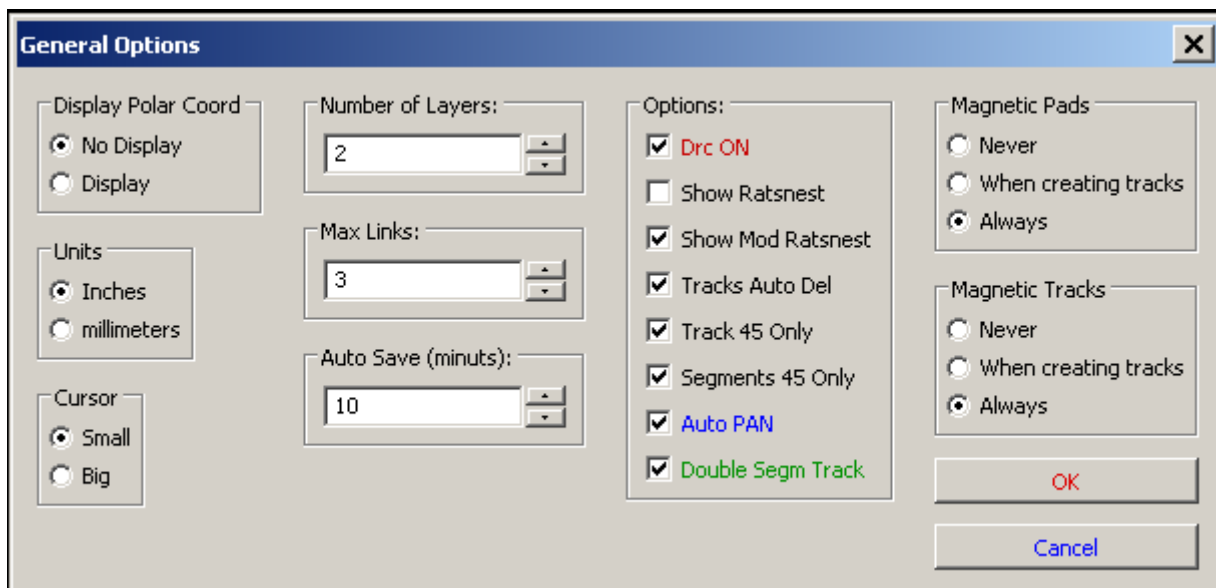 General Options
Display Polar Coord
No Display
Display
Units
Inches
millimeters
Cursor
Small
Big
Number of Layers:
2
Max Links:
3
Auto Save (minuts):
10
Options:
Drc ON
Show Ratsnest
Show Mod Ratsnest
Tracks Auto Del
Track 45 Only
Segments 45 Only
Auto PAN
Double Segm Track
Magnetic Pads
Never
When creating tracks
Always
Magnetic Tracks
Never
When creating tracks
Always
OK
Cancel